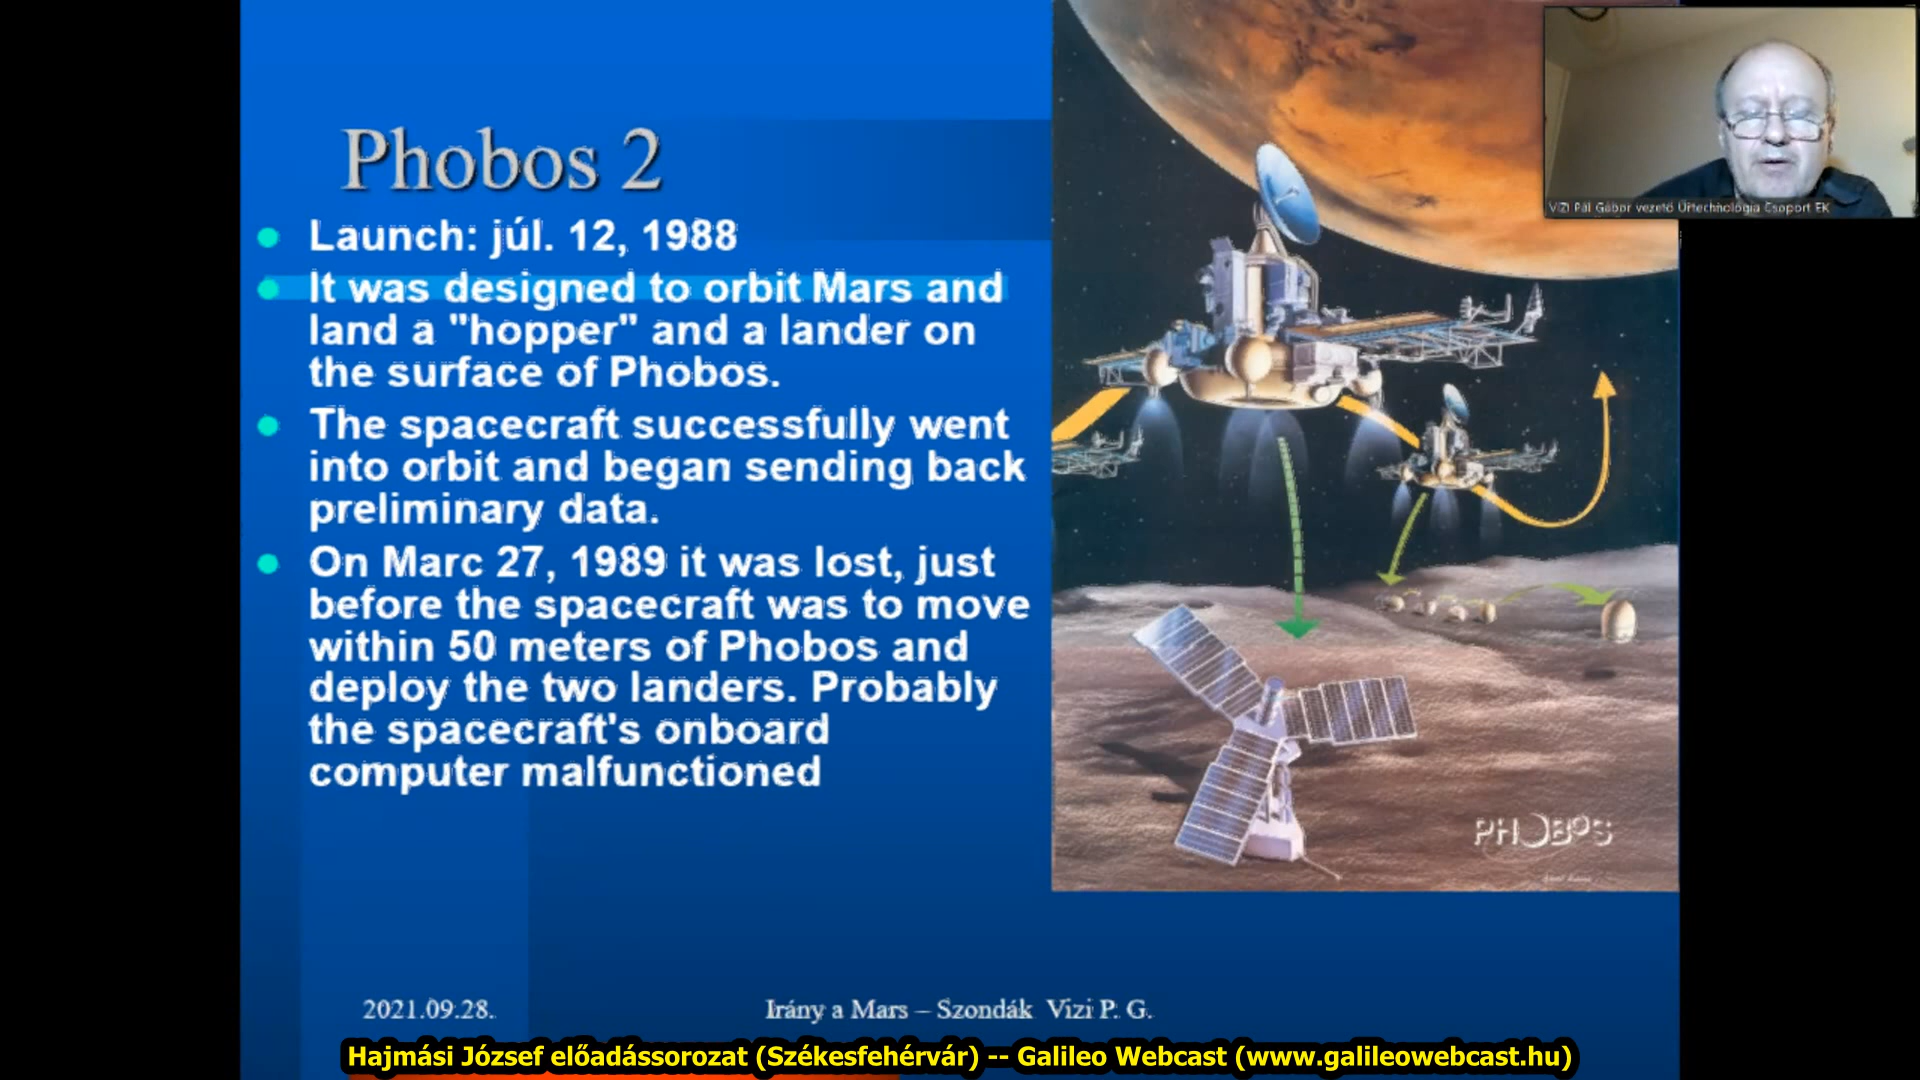 Phobos 2
Launch: júl. 12, 1988
It was designed to orbit Mars and
land a "hopper" and a lander on
the surface of Phobos.
The spacecraft successfully went
into orbit and began sending back
preliminary data.
On Marc 27, 1989 it was lost, just
before the spacecraft was to move
within 50 meters of Phobos and
deploy the two landers. Probably
the spacecraft's onboard
computer malfunctioned
Vizi Pál Gábor vezető Űrtechnológia Csoport EK
PHOBOS
2021.09.28.
Irány a Mars – Szondák Vizi P. G.
Hajmási József előadássorozat (Székesfehérvár) -- Galileo Webcast (www.galileowebcast.hu)